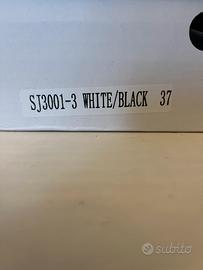 SJ3001-3 WHITE/BLACK 37
subito